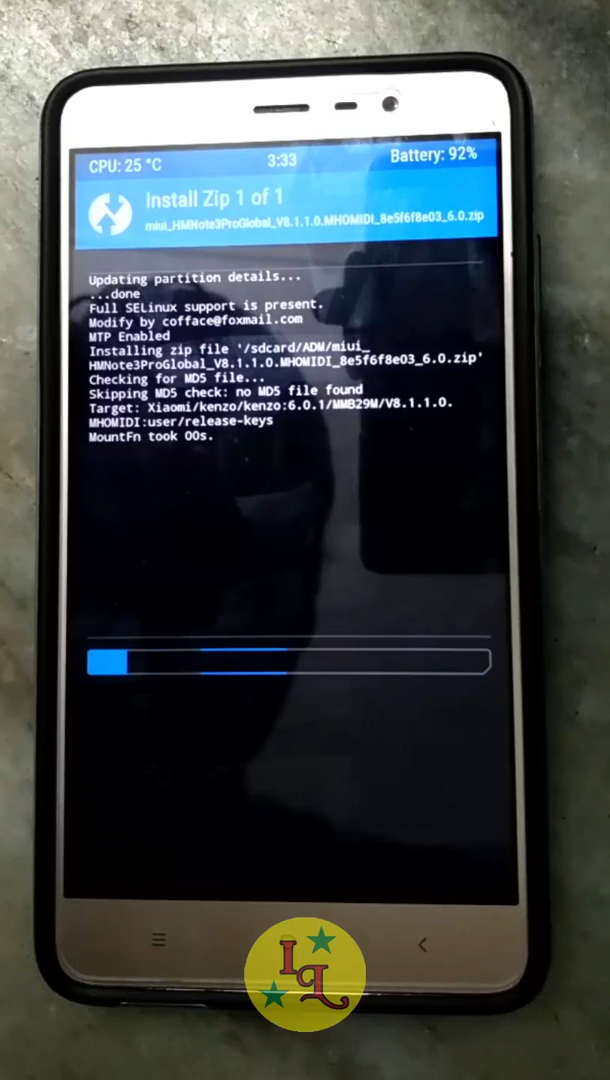 CPU: 25 °C
3:33
Battery: 92%
Install Zip 1 of 1
miui_HMNote3ProGlobal_V8.1.1.0.MHOMIDI_8e5f6f8e03_6.0.zip
Updating partition details...
...done
Full SELinux support is present.
Modify by cofface@foxmail.com
MTP Enabled
Installing zip file '/sdcard/ADM/miui_
HMNote3ProGlobal_V8.1.1.0.MHOMIDI_8e5f6f8e03_6.0.zip'
Checking for MD5 file...
Skipping MD5 check: no MD5 file found
Target: Xiaomi/kenzo/kenzo:6.0.1/MMB29M/V8.1.1.0.
MHOMIDI:user/release-keys
MountFn took 00s.
LL